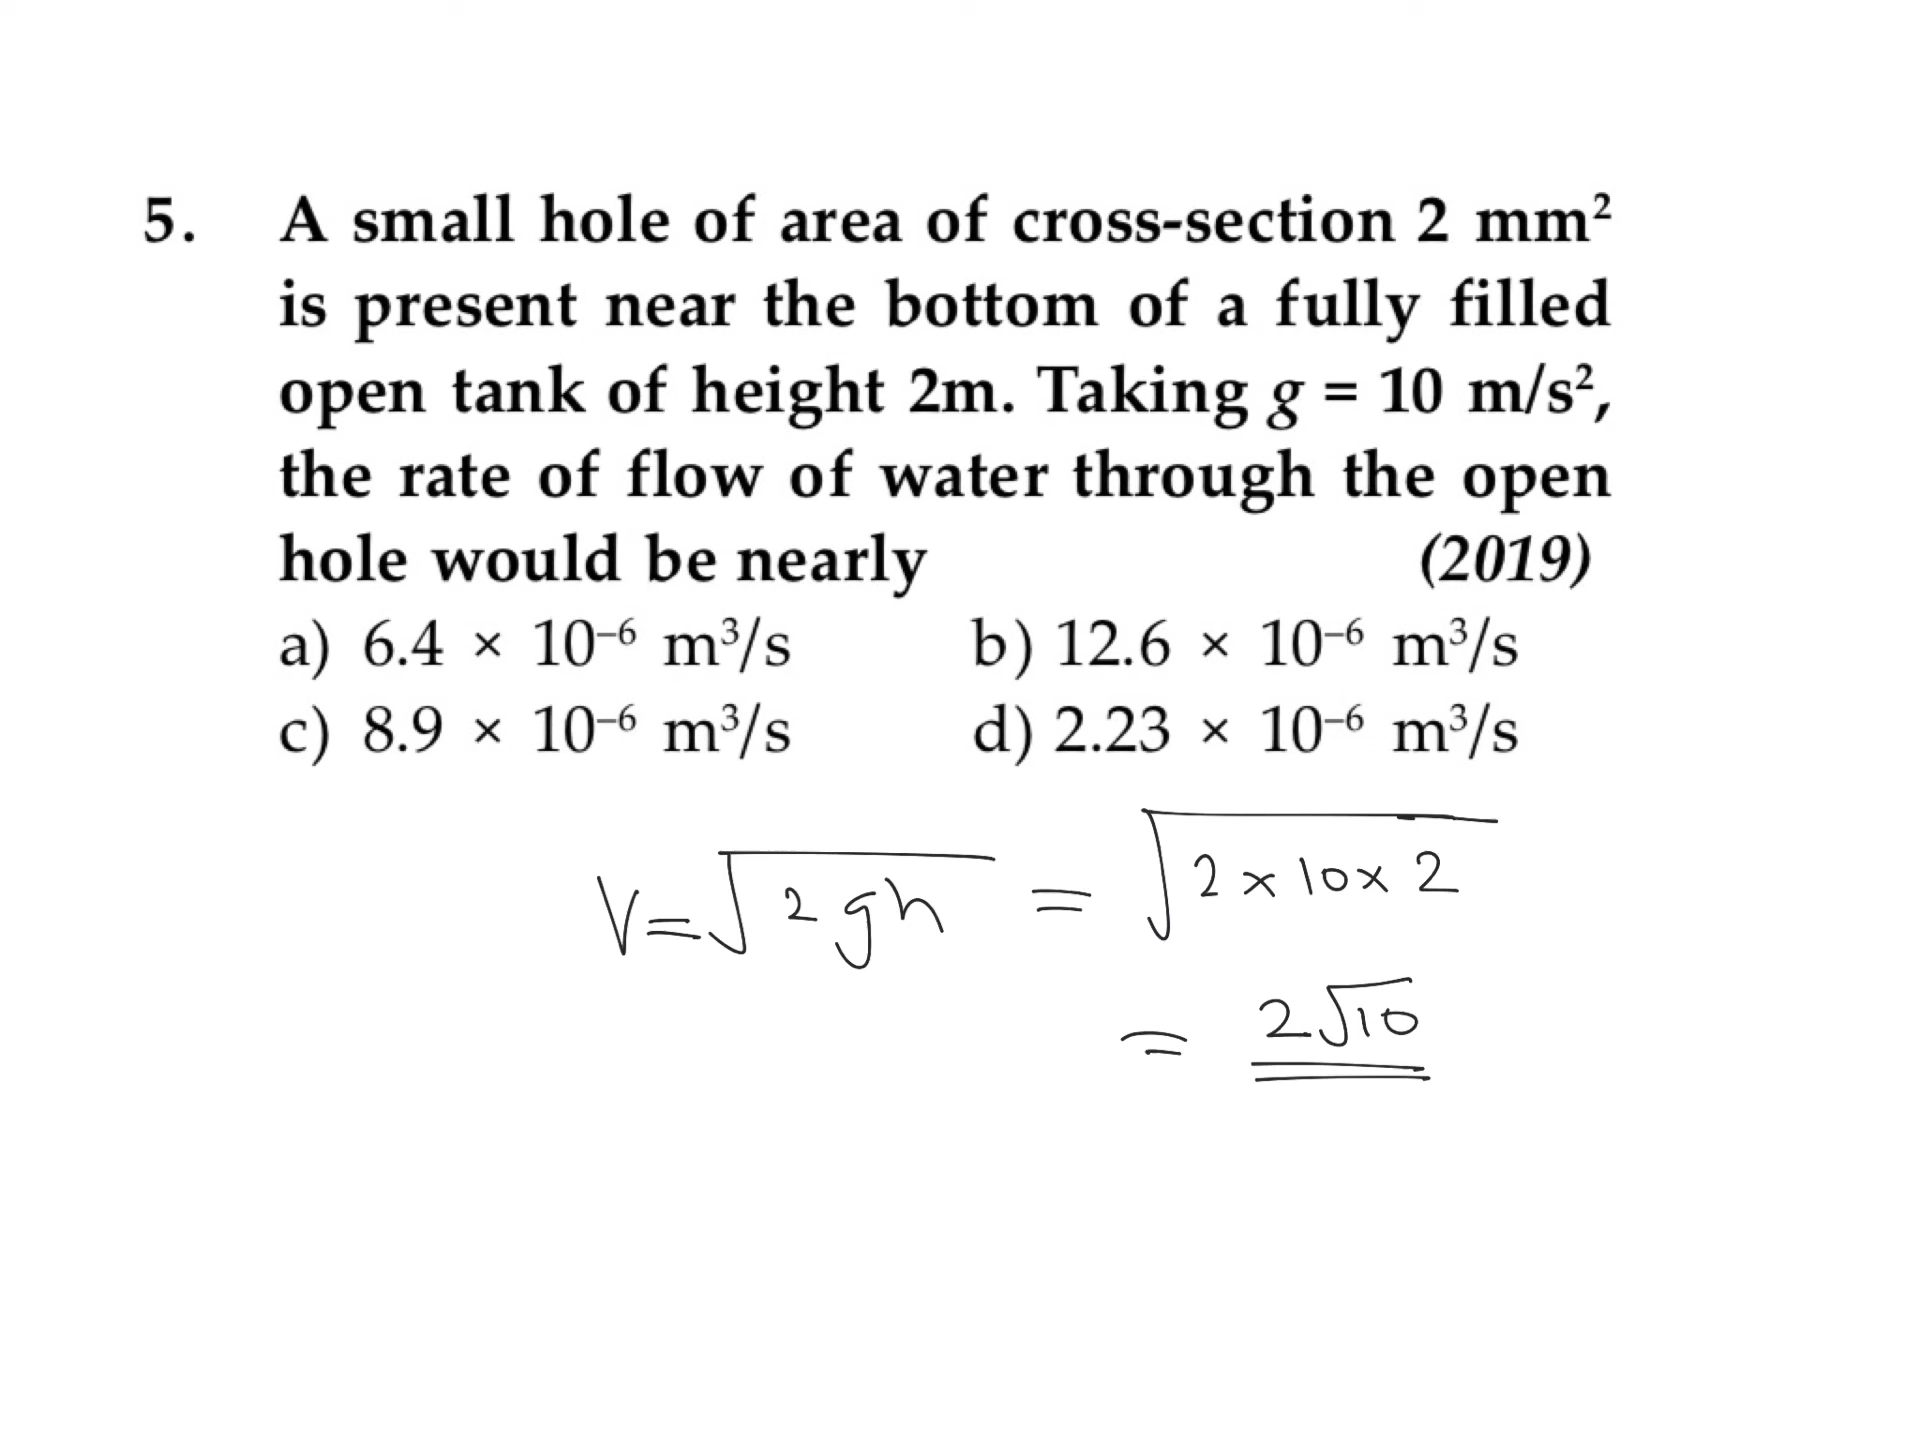 5. A small hole of area of cross-section 2 mm²
is present near the bottom of a fully filled
open tank of height 2m. Taking g = 10 m/s²,
the rate of flow of water through the open
hole would be nearly (2019)
a) 6.4 × 10⁻⁶ m³/s b) 12.6 × 10⁻⁶ m³/s
c) 8.9 × 10⁻⁶ m³/s d) 2.23 × 10⁻⁶ m³/s
V=√2gh = √2×10×2
= 2√10